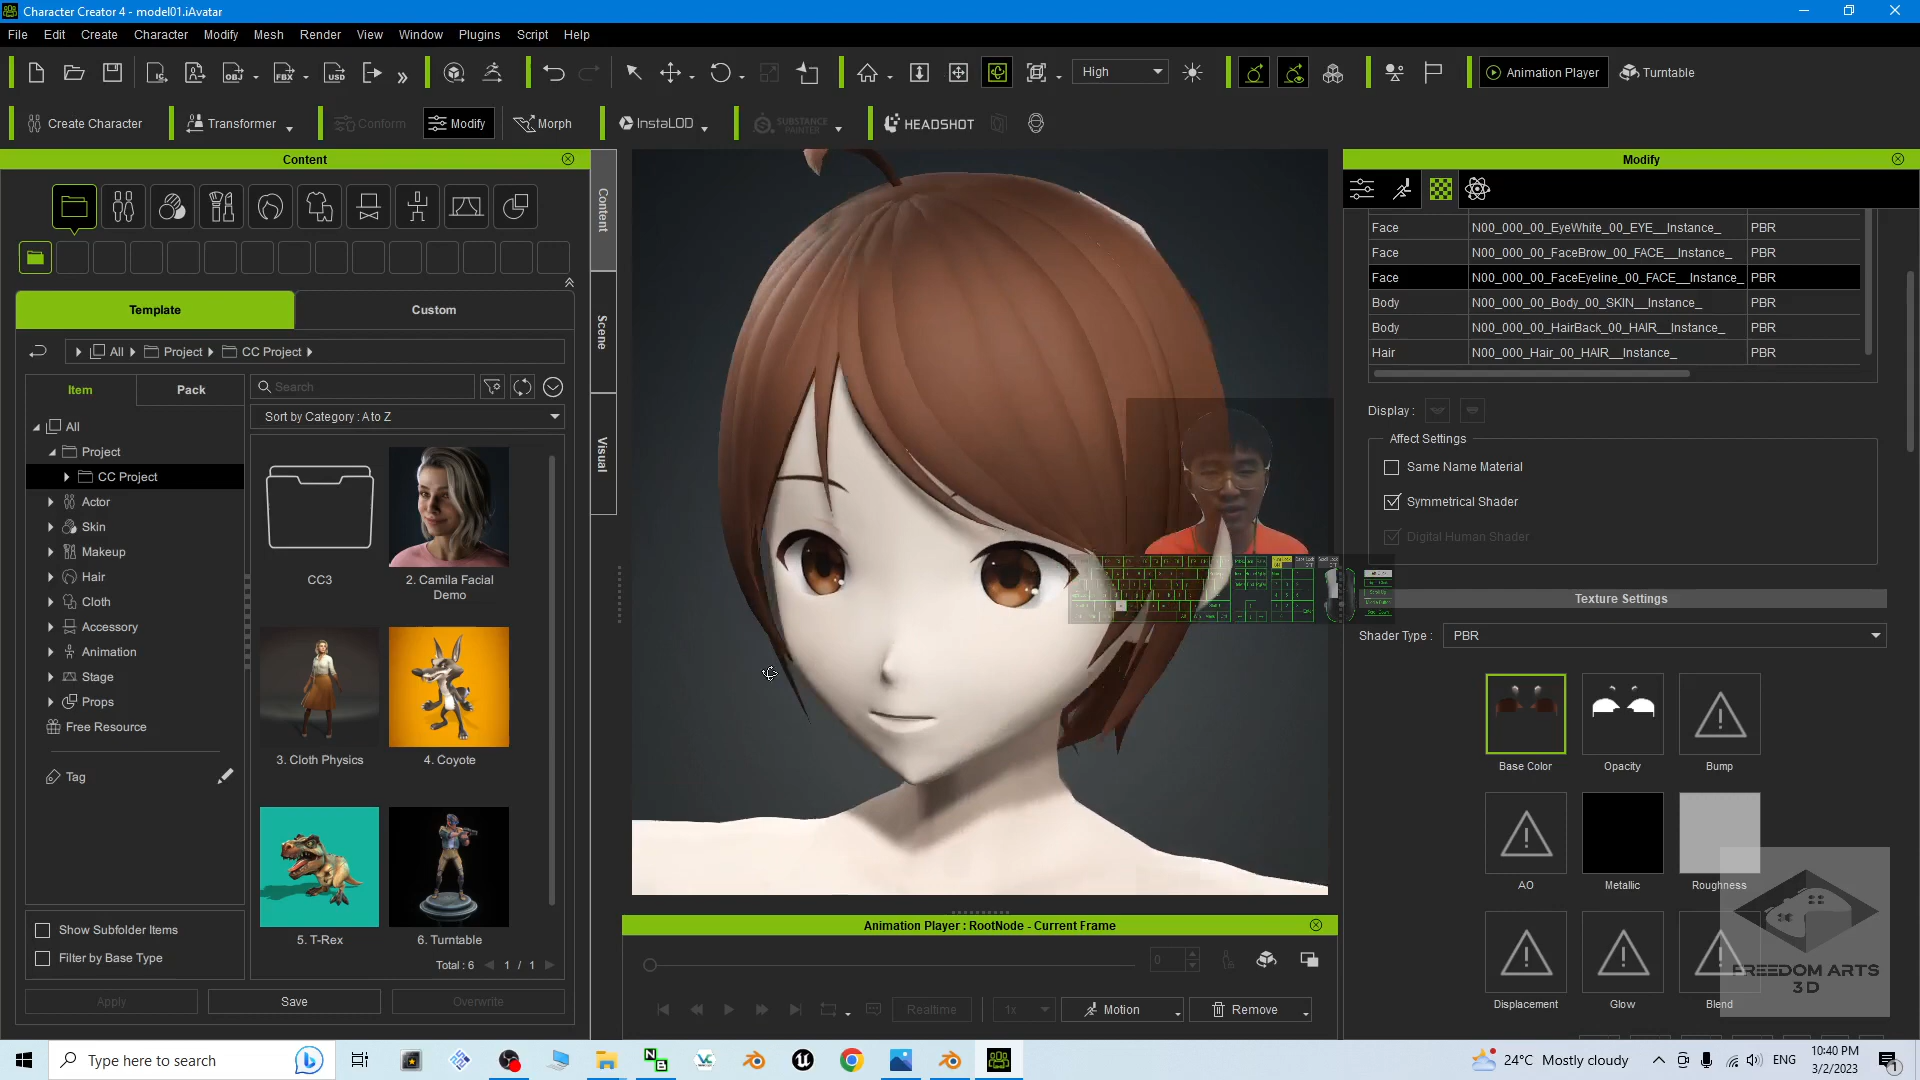 Character Creator 4 - model01.iAvatar
File Edit Create Character Modify Mesh Render View Window Plugins Script Help
High
Animation Player
Turntable
Create Character
Transformer
Conform
Modify
Morph
InstaLOD
SUBSTANCE PAINTER
HEADSHOT
Content
Template
Custom
All
Project
CC Project
Item
Pack
Search
Sort by Category : A to Z
All
Project
CC Project
Actor
Skin
Makeup
Hair
Cloth
Accessory
Animation
Stage
Props
Free Resource
Tag
CC3
2. Camila Facial Demo
3. Cloth Physics
4. Coyote
5. T-Rex
6. Turntable
Show Subfolder Items
Filter by Base Type
Total : 6
1 / 1
Apply
Save
Overwrite
Content
Scene
Visual
Animation Player : RootNode - Current Frame
0
Realtime
1x
Motion
Remove
Modify
Face N00_000_00_EyeWhite_00_EYE__Instance_ PBR
Face N00_000_00_FaceBrow_00_FACE__Instance_ PBR
Face N00_000_00_FaceEyeline_00_FACE__Instance_ PBR
Body N00_000_00_Body_00_SKIN__Instance_ PBR
Body N00_000_00_HairBack_00_HAIR__Instance_ PBR
Hair N00_000_Hair_00_HAIR__Instance_ PBR
Display :
Affect Settings
Same Name Material
Symmetrical Shader
Digital Human Shader
Texture Settings
Shader Type : PBR
Base Color
Opacity
Bump
AO
Metallic
Roughness
Displacement
Glow
Blend
FREEDOM ARTS
3D
Type here to search
24°C Mostly cloudy
ENG
10:40 PM
3/2/2023
1